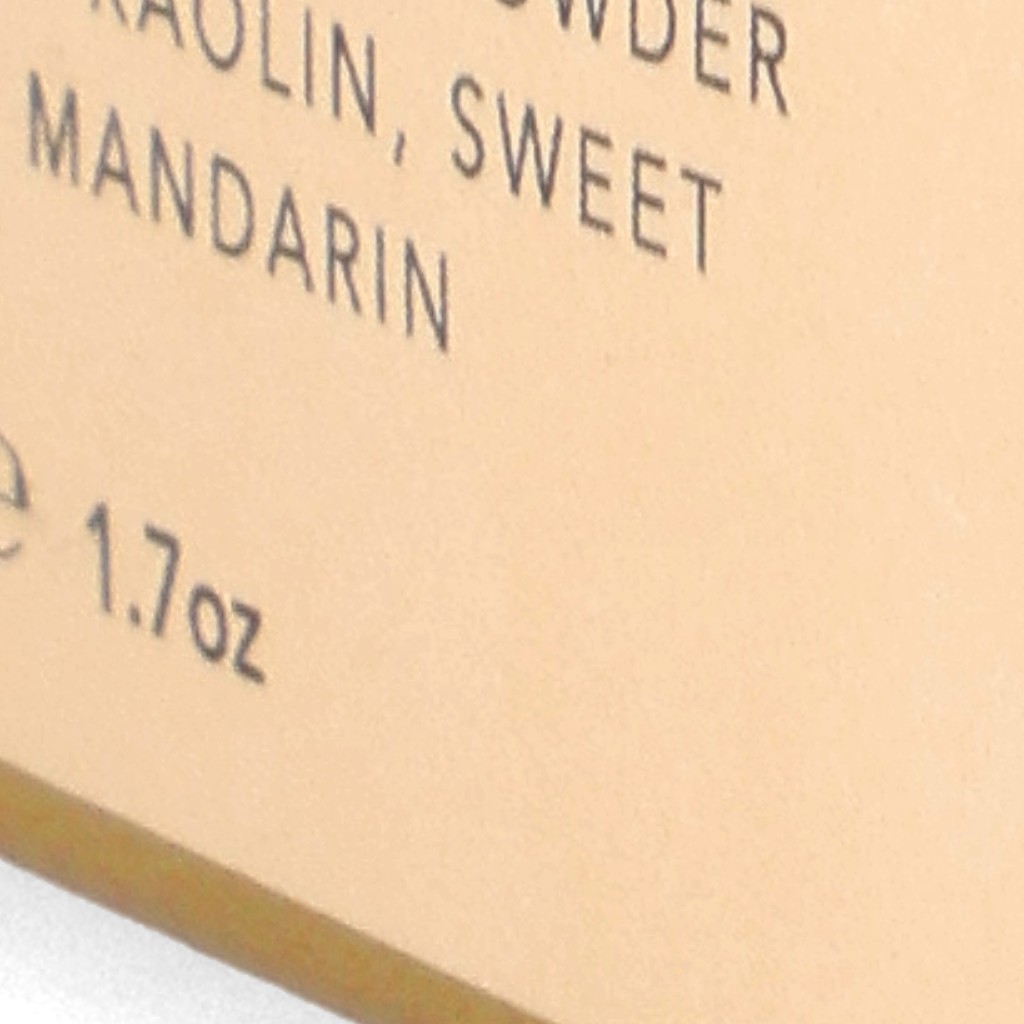 KAOLIN, SWEET
MANDARIN
℮ 1.7oz